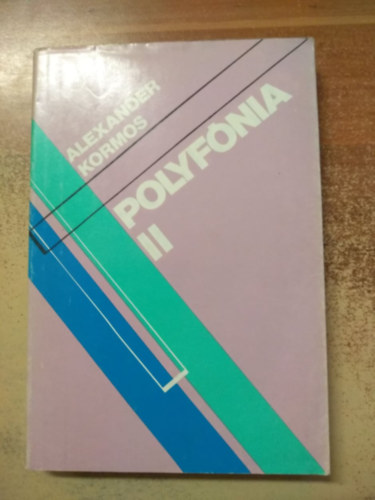 ALEXANDER
KORMOS
POLYFÓNIA
II